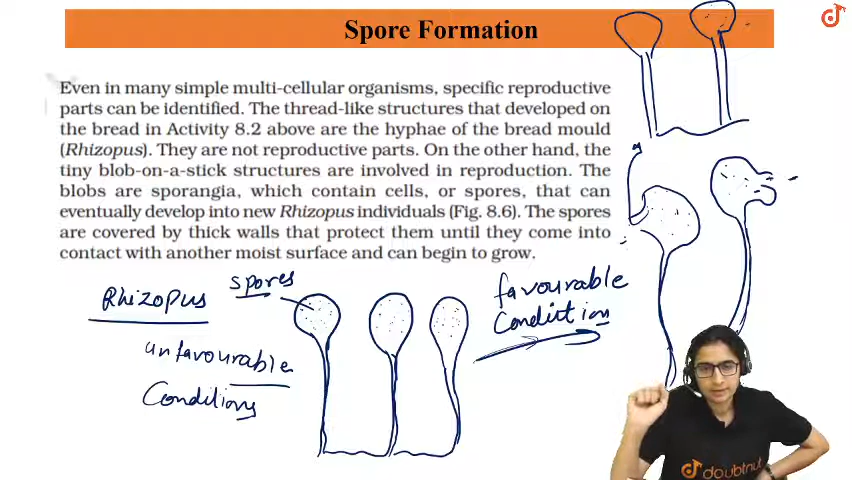 Spore Formation
Even in many simple multi-cellular organisms, specific reproductive
parts can be identified. The thread-like structures that developed on
the bread in Activity 8.2 above are the hyphae of the bread mould
(Rhizopus). They are not reproductive parts. On the other hand, the
tiny blob-on-a-stick structures are involved in reproduction. The
blobs are sporangia, which contain cells, or spores, that can
eventually develop into new Rhizopus individuals (Fig. 8.6). The spores
are covered by thick walls that protect them until they come into
contact with another moist surface and can begin to grow.
Rhizopus
spores
unfavourable
Conditions
favourable
Condition
doubtnut